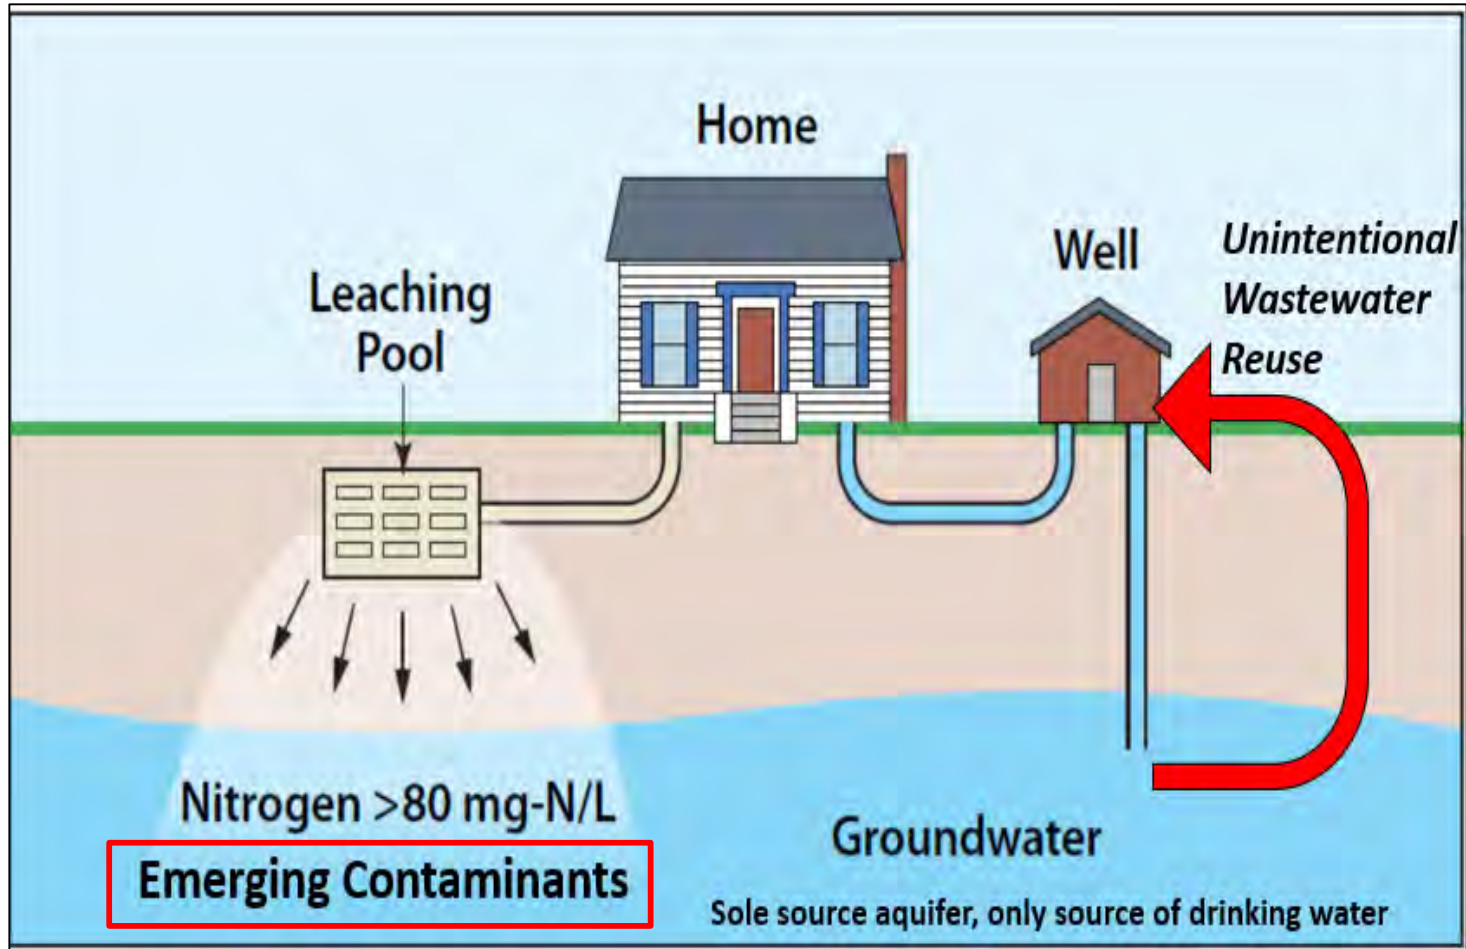 Home
Well
Unintentional
Wastewater
Reuse
Leaching
Pool
Nitrogen >80 mg-N/L
Emerging Contaminants
Groundwater
Sole source aquifer, only source of drinking water